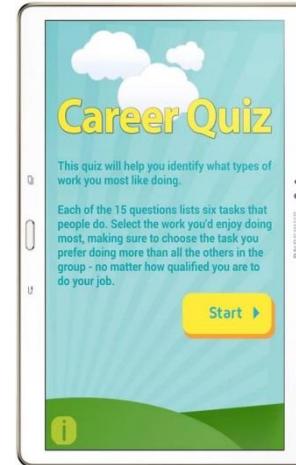 Career Quiz
This quiz will help you identify what types of
work you most like doing.
Each of the 15 questions lists six tasks that
people do. Select the work you'd enjoy doing
most, making sure to choose the task you
prefer doing more than all the others in the
group - no matter how qualified you are to
do your job.
Start
i
SAMSUNG